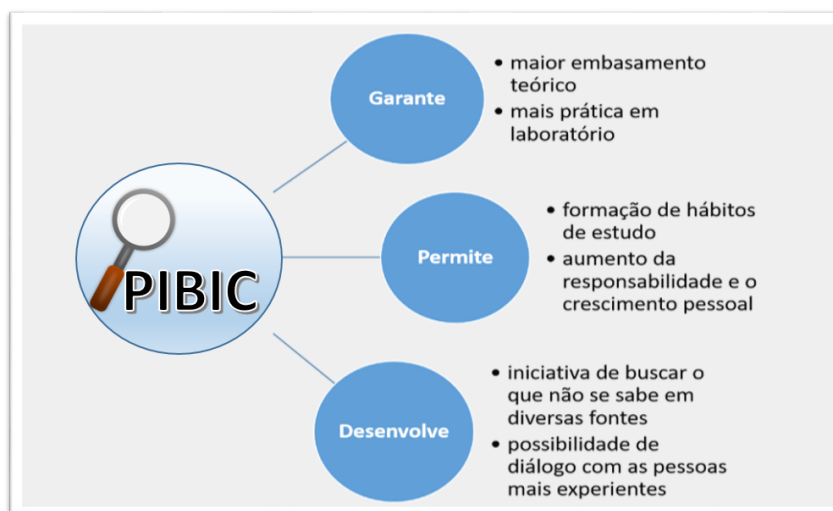 PIBIC
Garante
• maior embasamento
teórico
• mais prática em
laboratório
Permite
• formação de hábitos
de estudo
• aumento da
responsabilidade e o
crescimento pessoal
Desenvolve
• iniciativa de buscar o
que não se sabe em
diversas fontes
• possibilidade de
diálogo com as pessoas
mais experientes